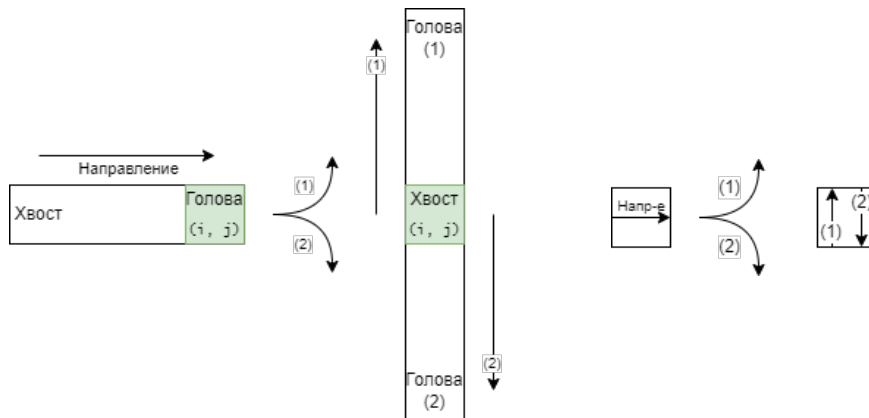 Направление
Хвост
Голова
(i, j)
(1)
(2)
Голова
(1)
(1)
Хвост
(i, j)
(2)
Голова
(2)
Напр-е
(1)
(2)
(1)
(2)